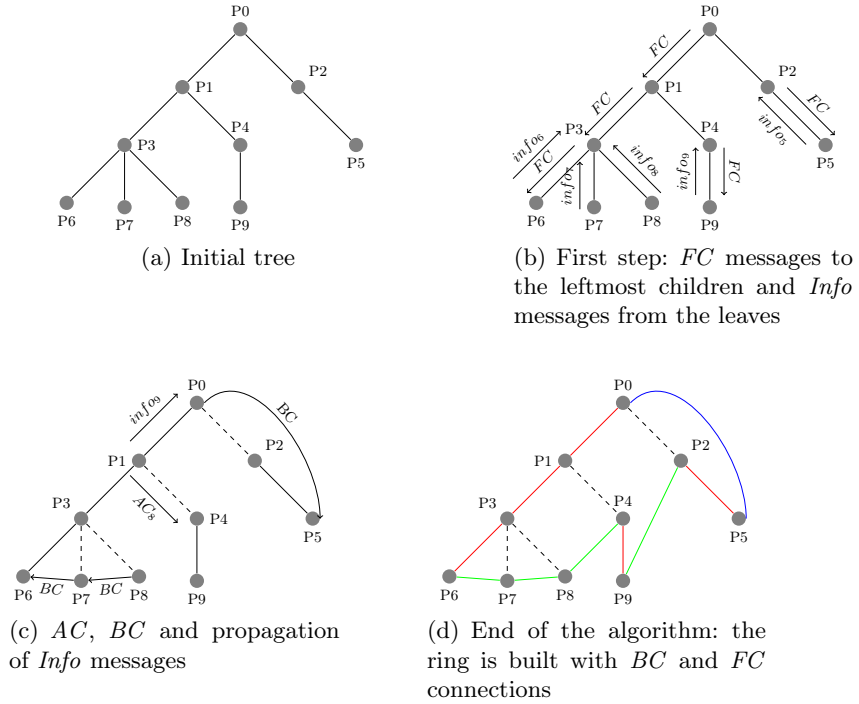 P0
P1
P2
P3
P4
P5
P6
P7
P8
P9
(a) Initial tree
P0
FC
P1
P2
FC
FC
info5
info6
P3
P4
P5
FC
info7
info8
info9
FC
P6
P7
P8
P9
(b) First step: FC messages to
the leftmost children and Info
messages from the leaves
P0
info9
BC
P1
P2
P3
AC8
P4
P5
BC
BC
P6
P7
P8
P9
(c) AC, BC and propagation
of Info messages
P0
P1
P2
P3
P4
P5
P6
P7
P8
P9
(d) End of the algorithm: the
ring is built with BC and FC
connections